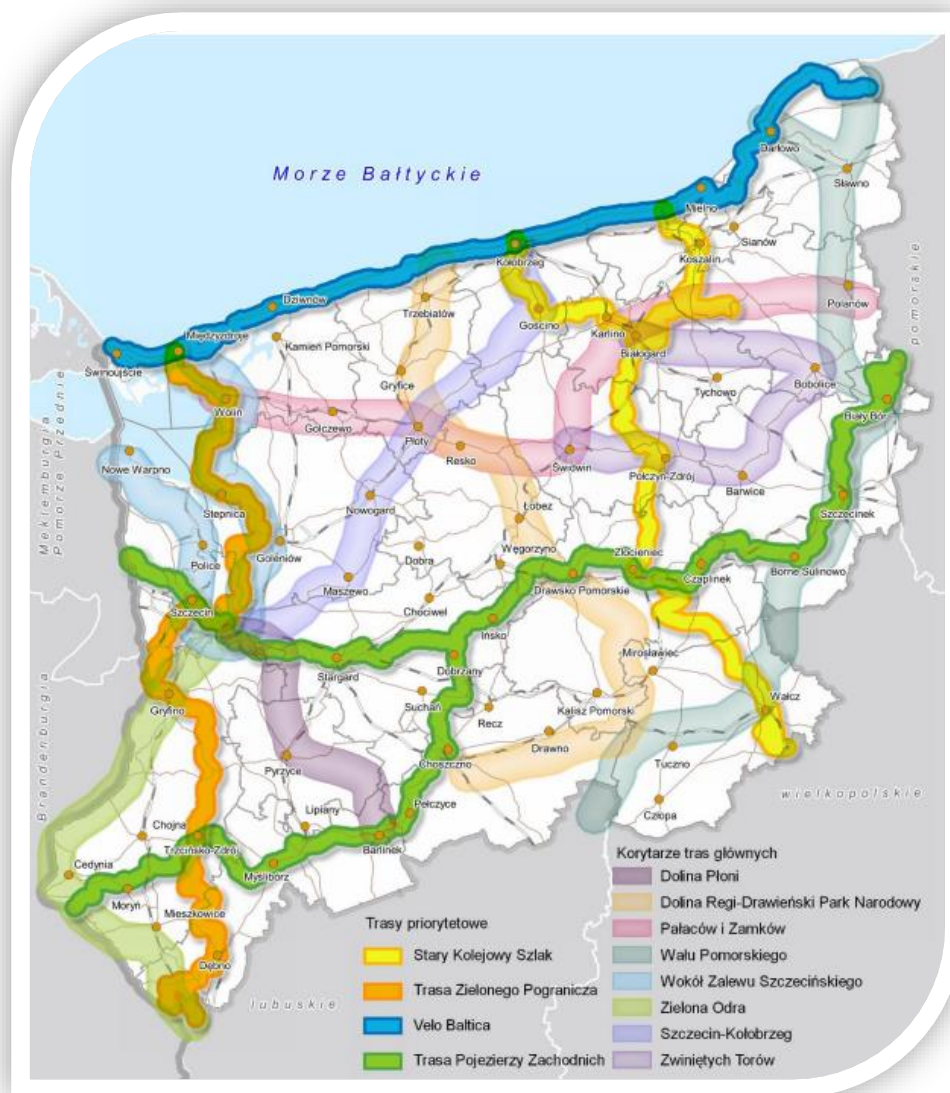 Morze Bałtyckie
Darłowo
Sławno
Mielno
Sianów
Koszalin
Kołobrzeg
Dziwnów
Trzebiatów
Gościno
Karlino
Polanów
pomorskie
Międzyzdroje
Kamień Pomorski
Białogard
Świnoujście
Gryfice
Tychowo
Bobolice
Wolin
Golczewo
Biały Bór
Płoty
Resko
Świdwin
Połczyn-Zdrój
Barwice
Nowe Warpno
Meklemburgia
Pomorze Przednie
Stepnica
Nowogard
Łobez
Szczecinek
Police
Goleniów
Dobra
Węgorzyno
Złocieniec
Czaplinek
Borne Sulinowo
Maszewo
Chociwel
Drawsko Pomorskie
Szczecin
Ińsko
Stargard
Dobrzany
Mirosławiec
Gryfino
Suchań
Recz
Kalisz Pomorski
Wałcz
Brandenburgia
Drawno
Choszczno
Tuczno
Pyrzyce
Człopa
wielkopolskie
Lipiany
Pełczyce
Chojna
Trzcińsko-Zdrój
Barlinek
Cedynia
Myślibórz
Moryń
Mieszkowice
Dębno
lubuskie
Trasy priorytetowe
Stary Kolejowy Szlak
Trasa Zielonego Pogranicza
Velo Baltica
Trasa Pojezierzy Zachodnich
Korytarze tras głównych
Dolina Płoni
Dolina Regi-Drawieński Park Narodowy
Pałaców i Zamków
Wału Pomorskiego
Wokół Zalewu Szczecińskiego
Zielona Odra
Szczecin-Kołobrzeg
Zwiniętych Torów